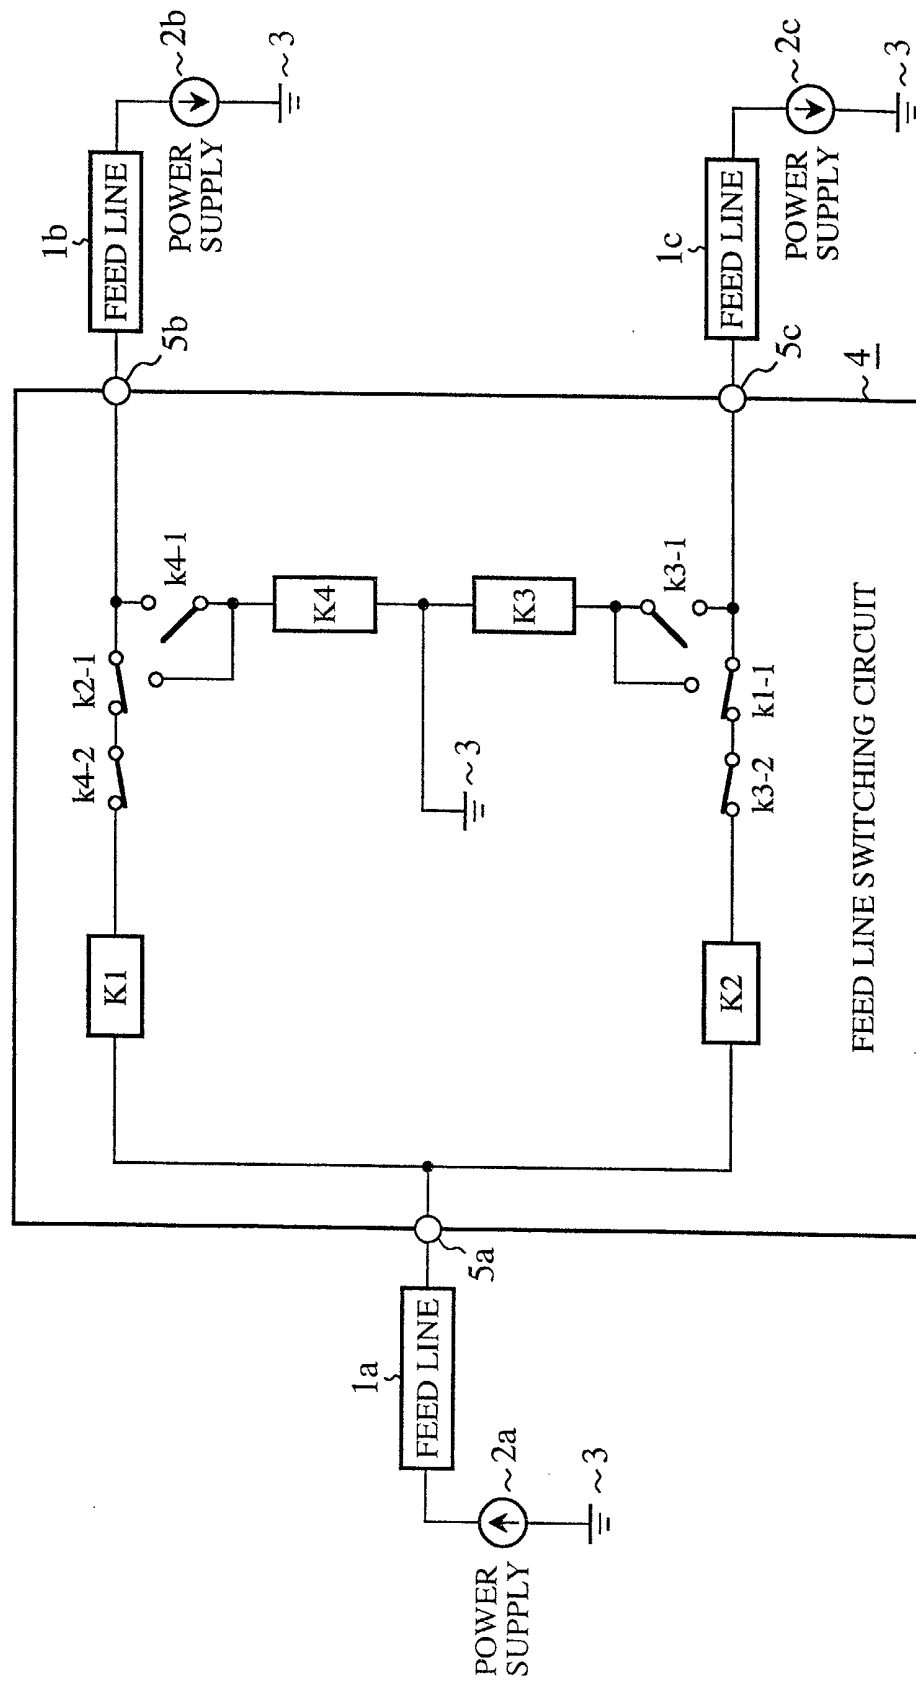 1b
FEED LINE
5b
POWER
SUPPLY
~2b
~3
k4-2
k2-1
k4-1
K1
K4
~3
1a
FEED LINE
5a
POWER
SUPPLY
~2a
~3
K3
k3-1
K2
k3-2
k1-1
1c
FEED LINE
5c
POWER
SUPPLY
~2c
~3
4
FEED LINE SWITCHING CIRCUIT